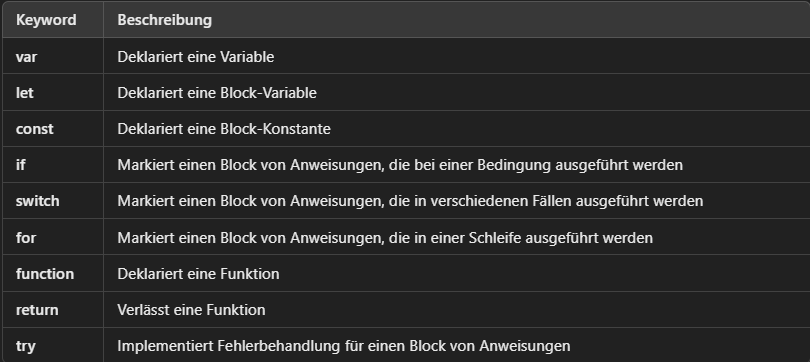 Keyword Beschreibung
var Deklariert eine Variable
let Deklariert eine Block-Variable
const Deklariert eine Block-Konstante
if Markiert einen Block von Anweisungen, die bei einer Bedingung ausgeführt werden
switch Markiert einen Block von Anweisungen, die in verschiedenen Fällen ausgeführt werden
for Markiert einen Block von Anweisungen, die in einer Schleife ausgeführt werden
function Deklariert eine Funktion
return Verlässt eine Funktion
try Implementiert Fehlerbehandlung für einen Block von Anweisungen